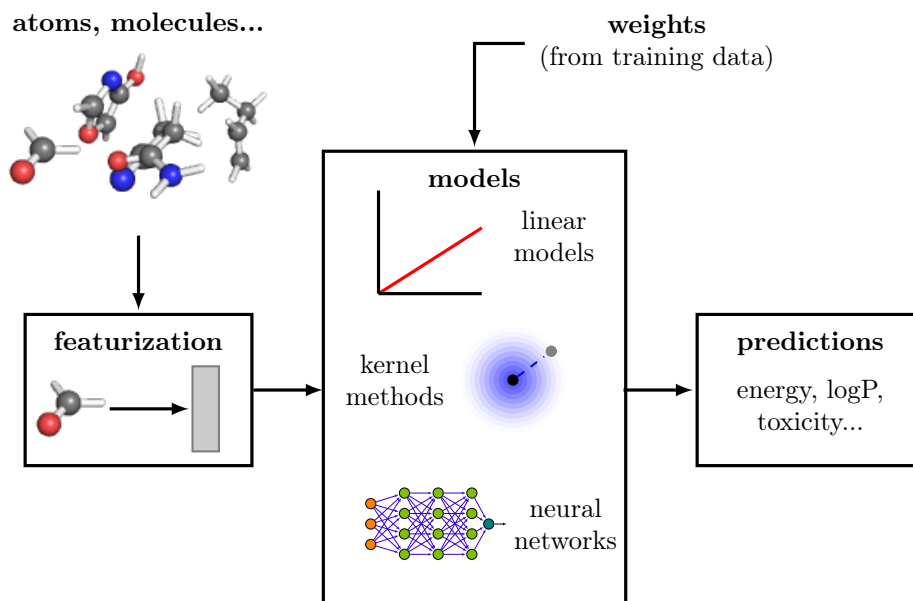 atoms, molecules...
weights
(from training data)
models
linear
models
featurization
kernel
methods
predictions
energy, logP,
toxicity...
neural
networks